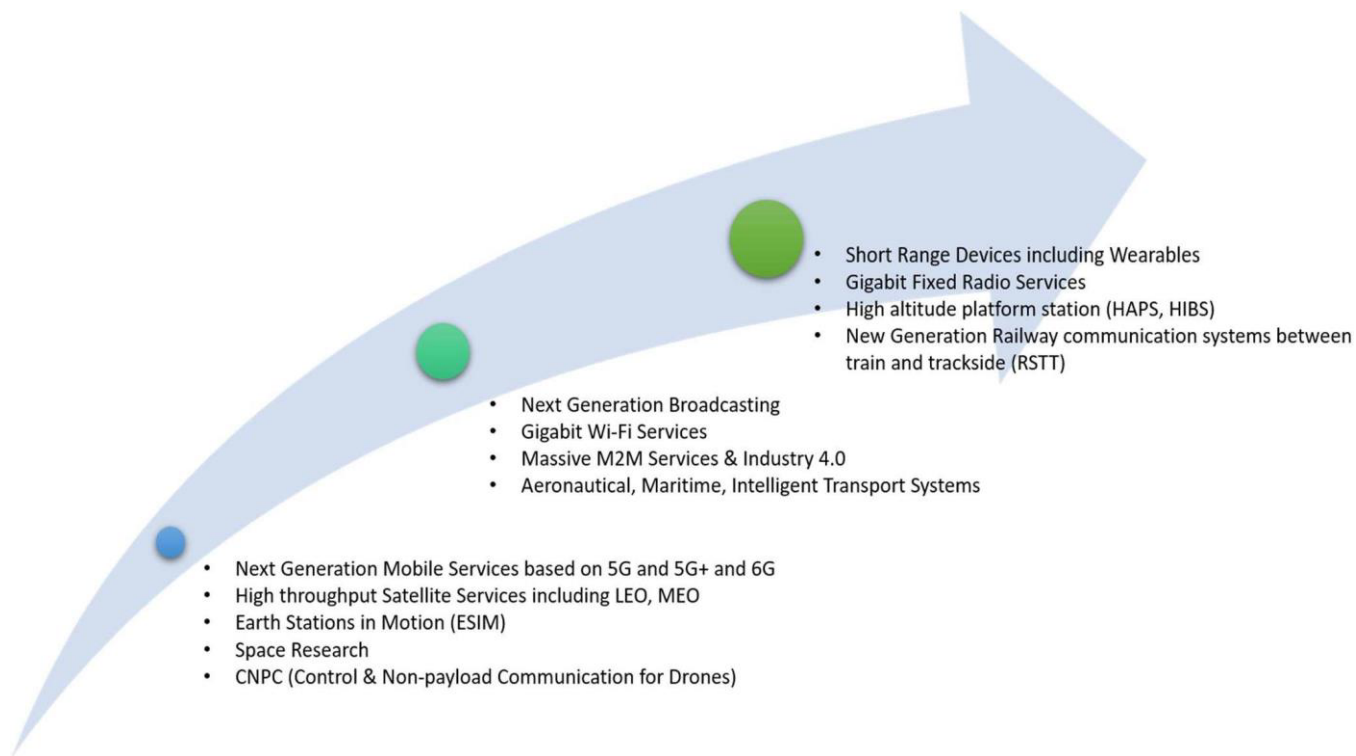 • Short Range Devices including Wearables
• Gigabit Fixed Radio Services
• High altitude platform station (HAPS, HIBS)
• New Generation Railway communication systems between
train and trackside (RSTT)
• Next Generation Broadcasting
• Gigabit Wi-Fi Services
• Massive M2M Services & Industry 4.0
• Aeronautical, Maritime, Intelligent Transport Systems
• Next Generation Mobile Services based on 5G and 5G+ and 6G
• High throughput Satellite Services including LEO, MEO
• Earth Stations in Motion (ESIM)
• Space Research
• CNPC (Control & Non-payload Communication for Drones)